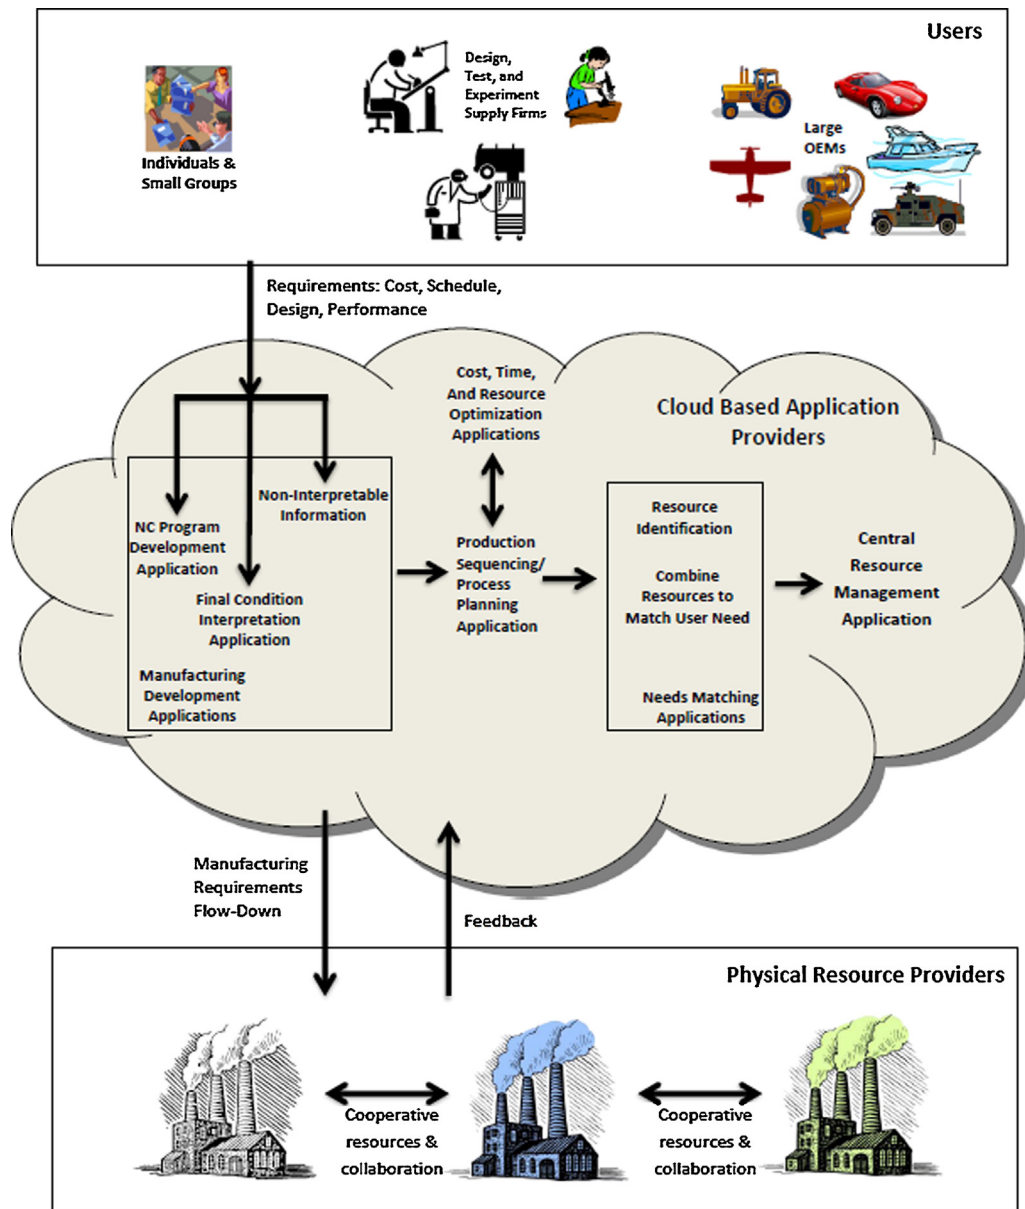 Users
Design,
Test, and
Experiment
Supply Firms
Individuals &
Small Groups
Large
OEMs
Requirements: Cost, Schedule,
Design, Performance
Cost, Time,
And Resource
Optimization
Applications
Cloud Based Application
Providers
Non-Interpretable
Information
NC Program
Development
Application
Final Condition
Interpretation
Application
Manufacturing
Development
Applications
Production
Sequencing/
Process
Planning
Application
Resource
Identification
Combine
Resources to
Match User Need
Needs Matching
Applications
Central
Resource
Management
Application
Manufacturing
Requirements
Flow-Down
Feedback
Physical Resource Providers
Cooperative
resources &
collaboration
Cooperative
resources &
collaboration